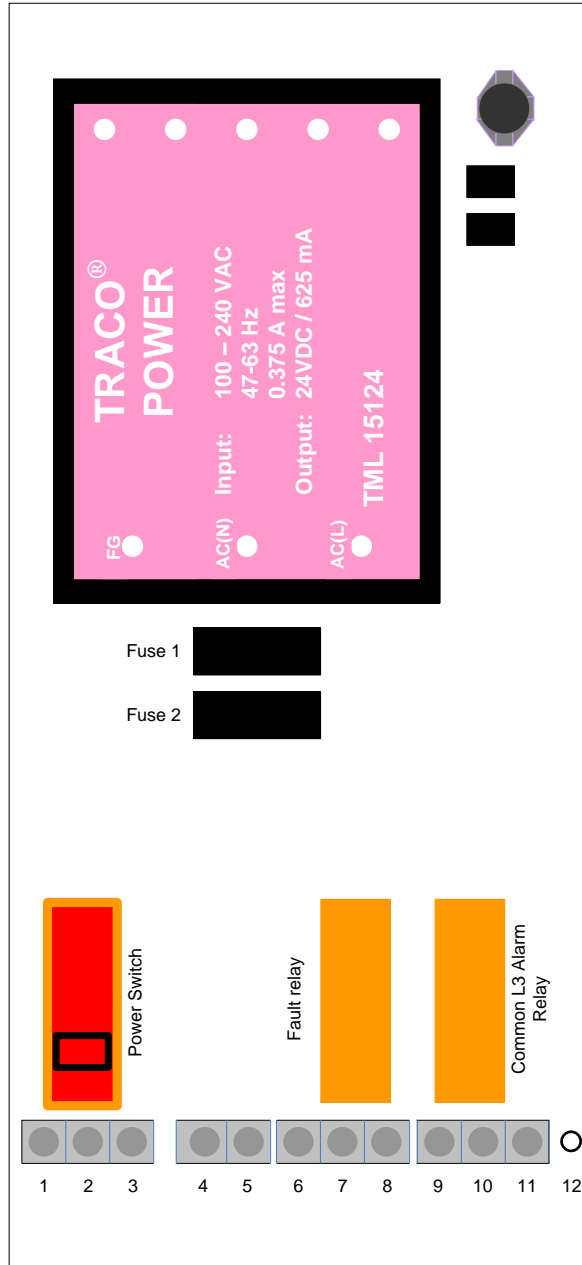 TRACO®
POWER
Input: 100 – 240 VAC
47-63 Hz
0.375 A max
Output: 24VDC / 625 mA
TML 15124
FG
AC(N)
AC(L)
Fuse 1
Fuse 2
Power Switch
Fault relay
Common L3 Alarm
Relay
1 2 3 4 5 6 7 8 9 10 11 12